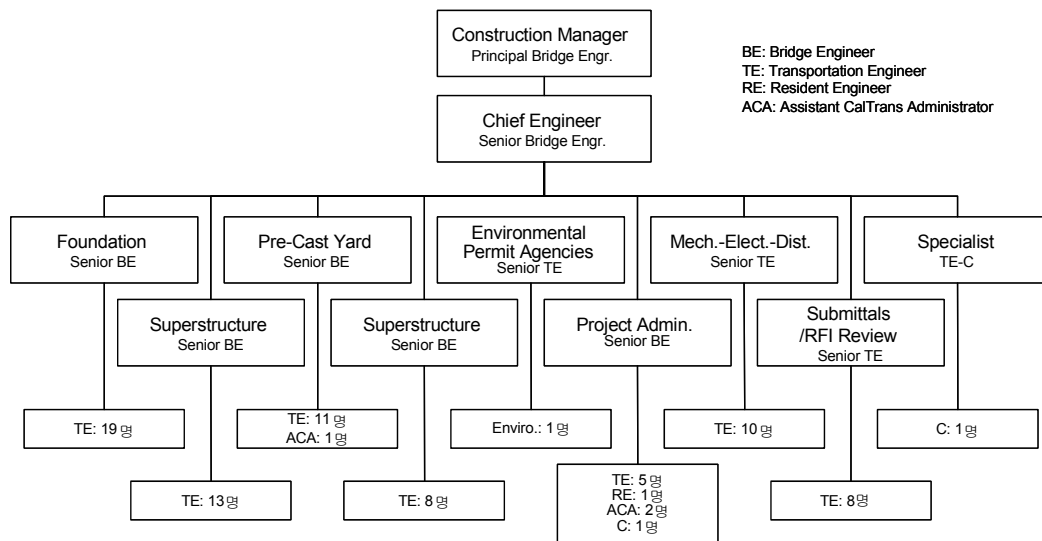 Construction Manager
Principal Bridge Engr.
BE: Bridge Engineer
TE: Transportation Engineer
RE: Resident Engineer
ACA: Assistant CalTrans Administrator
Chief Engineer
Senior Bridge Engr.
Foundation
Senior BE
Pre-Cast Yard
Senior BE
Environmental
Permit Agencies
Senior TE
Mech.-Elect.-Dist.
Senior TE
Specialist
TE-C
Superstructure
Senior BE
Superstructure
Senior BE
Project Admin.
Senior BE
Submittals
/RFI Review
Senior TE
TE: 19명
TE: 11명
ACA: 1명
Enviro.: 1명
TE: 10명
C: 1명
TE: 13명
TE: 8명
TE: 5명
RE: 1명
ACA: 2명
C: 1명
TE: 8명